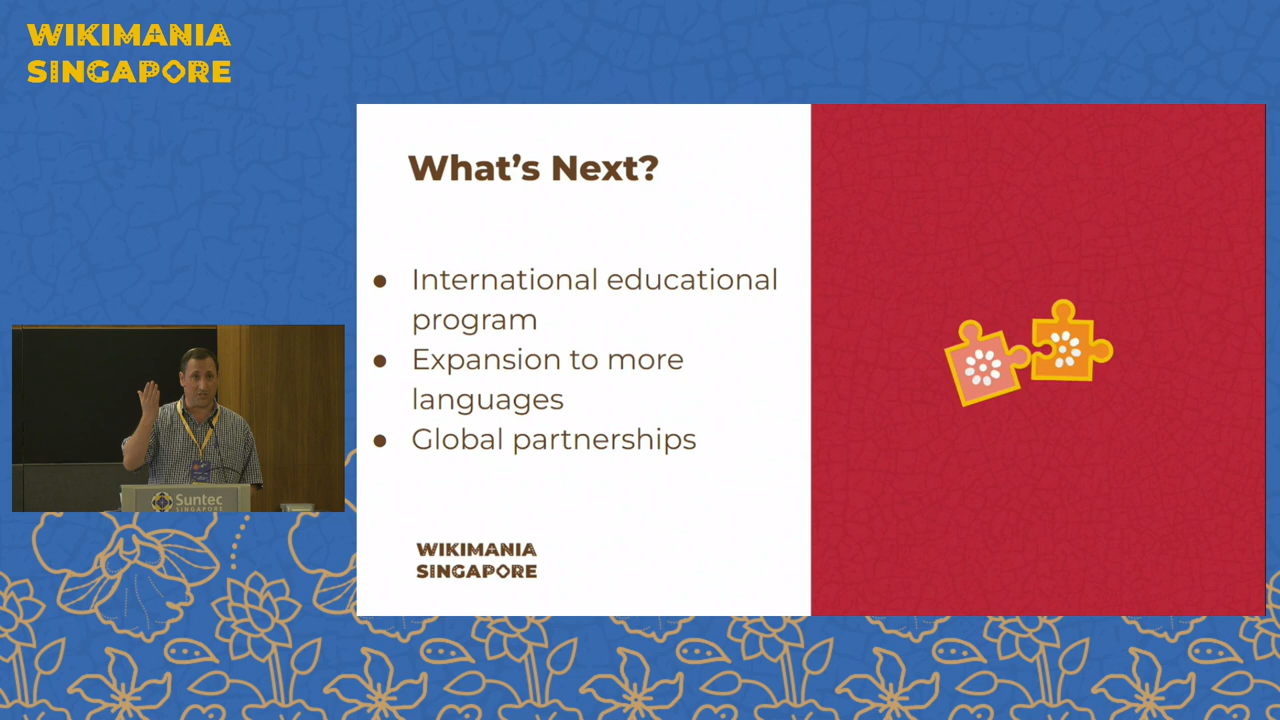 WIKIMANIA
SINGAPORE
What's Next?
● International educational
program
● Expansion to more
languages
● Global partnerships
WIKIMANIA
SINGAPORE
Suntec
SINGAPORE